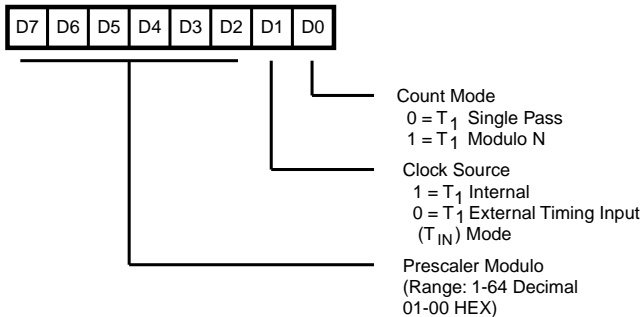 D7 D6 D5 D4 D3 D2 D1 D0
Count Mode
0 = T1 Single Pass
1 = T1 Modulo N
Clock Source
1 = T1 Internal
0 = T1 External Timing Input
(TIN) Mode
Prescaler Modulo
(Range: 1-64 Decimal
01-00 HEX)